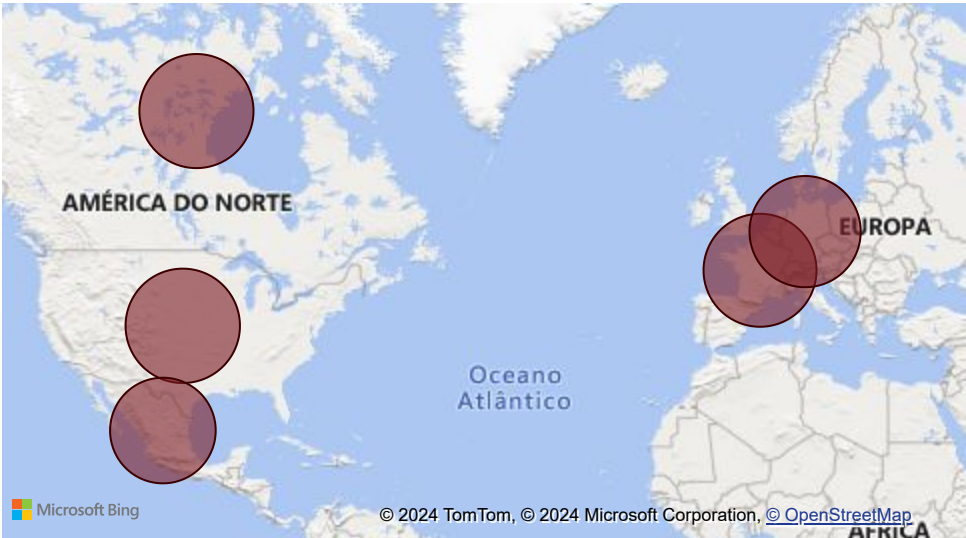 AMÉRICA DO NORTE
EUROPA
Oceano
Atlântico
Microsoft Bing
© 2024 TomTom, © 2024 Microsoft Corporation, © OpenStreetMap
ÁFRICA